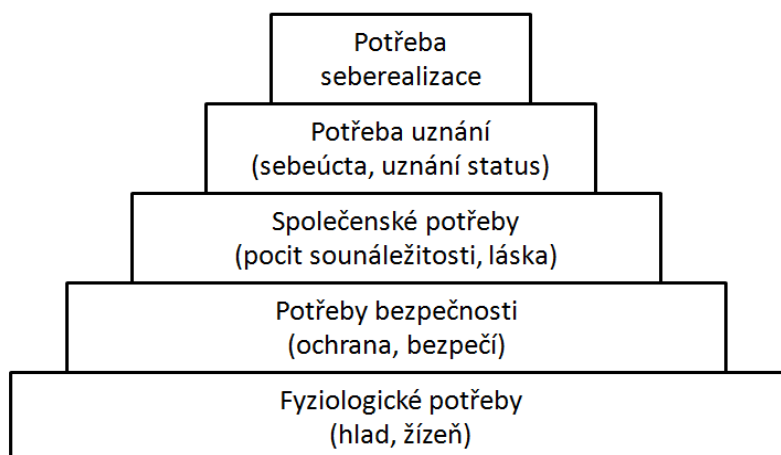 Potřeba
seberealizace
Potřeba uznání
(sebeúcta, uznání status)
Společenské potřeby
(pocit sounáležitosti, láska)
Potřeby bezpečnosti
(ochrana, bezpečí)
Fyziologické potřeby
(hlad, žízeň)